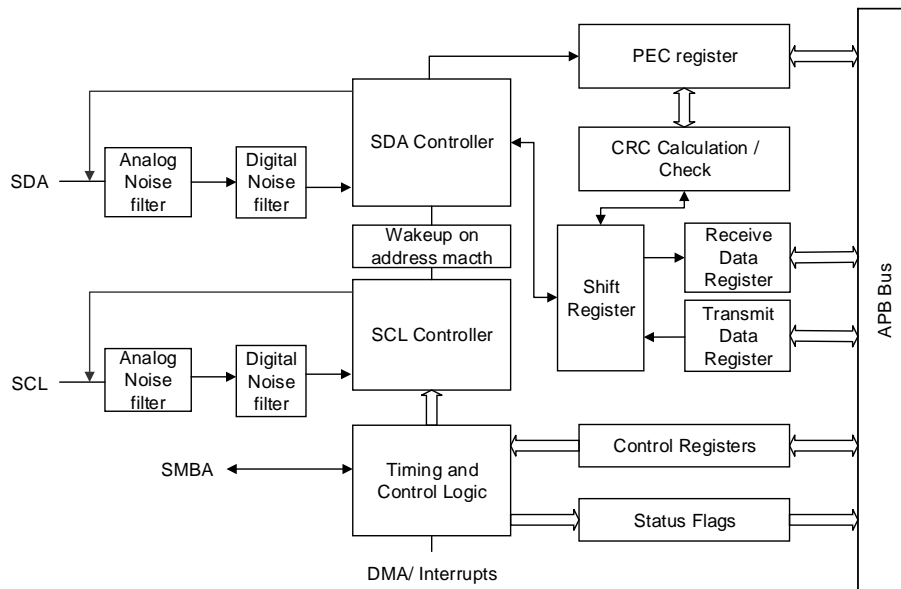 PEC register
SDA Controller
CRC Calculation /
Check
SDA
Analog
Noise
filter
Digital
Noise
filter
Wakeup on
address macth
Shift
Register
Receive
Data
Register
Transmit
Data
Register
APB Bus
SCL Controller
SCL
Analog
Noise
filter
Digital
Noise
filter
SMBA
Timing and
Control Logic
Control Registers
Status Flags
DMA/ Interrupts